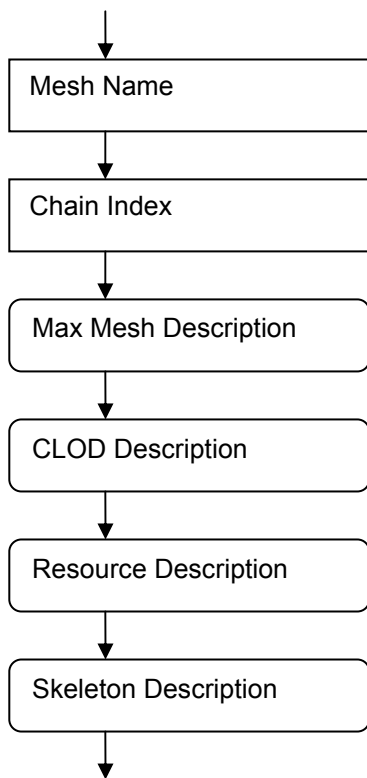 Mesh Name
Chain Index
Max Mesh Description
CLOD Description
Resource Description
Skeleton Description